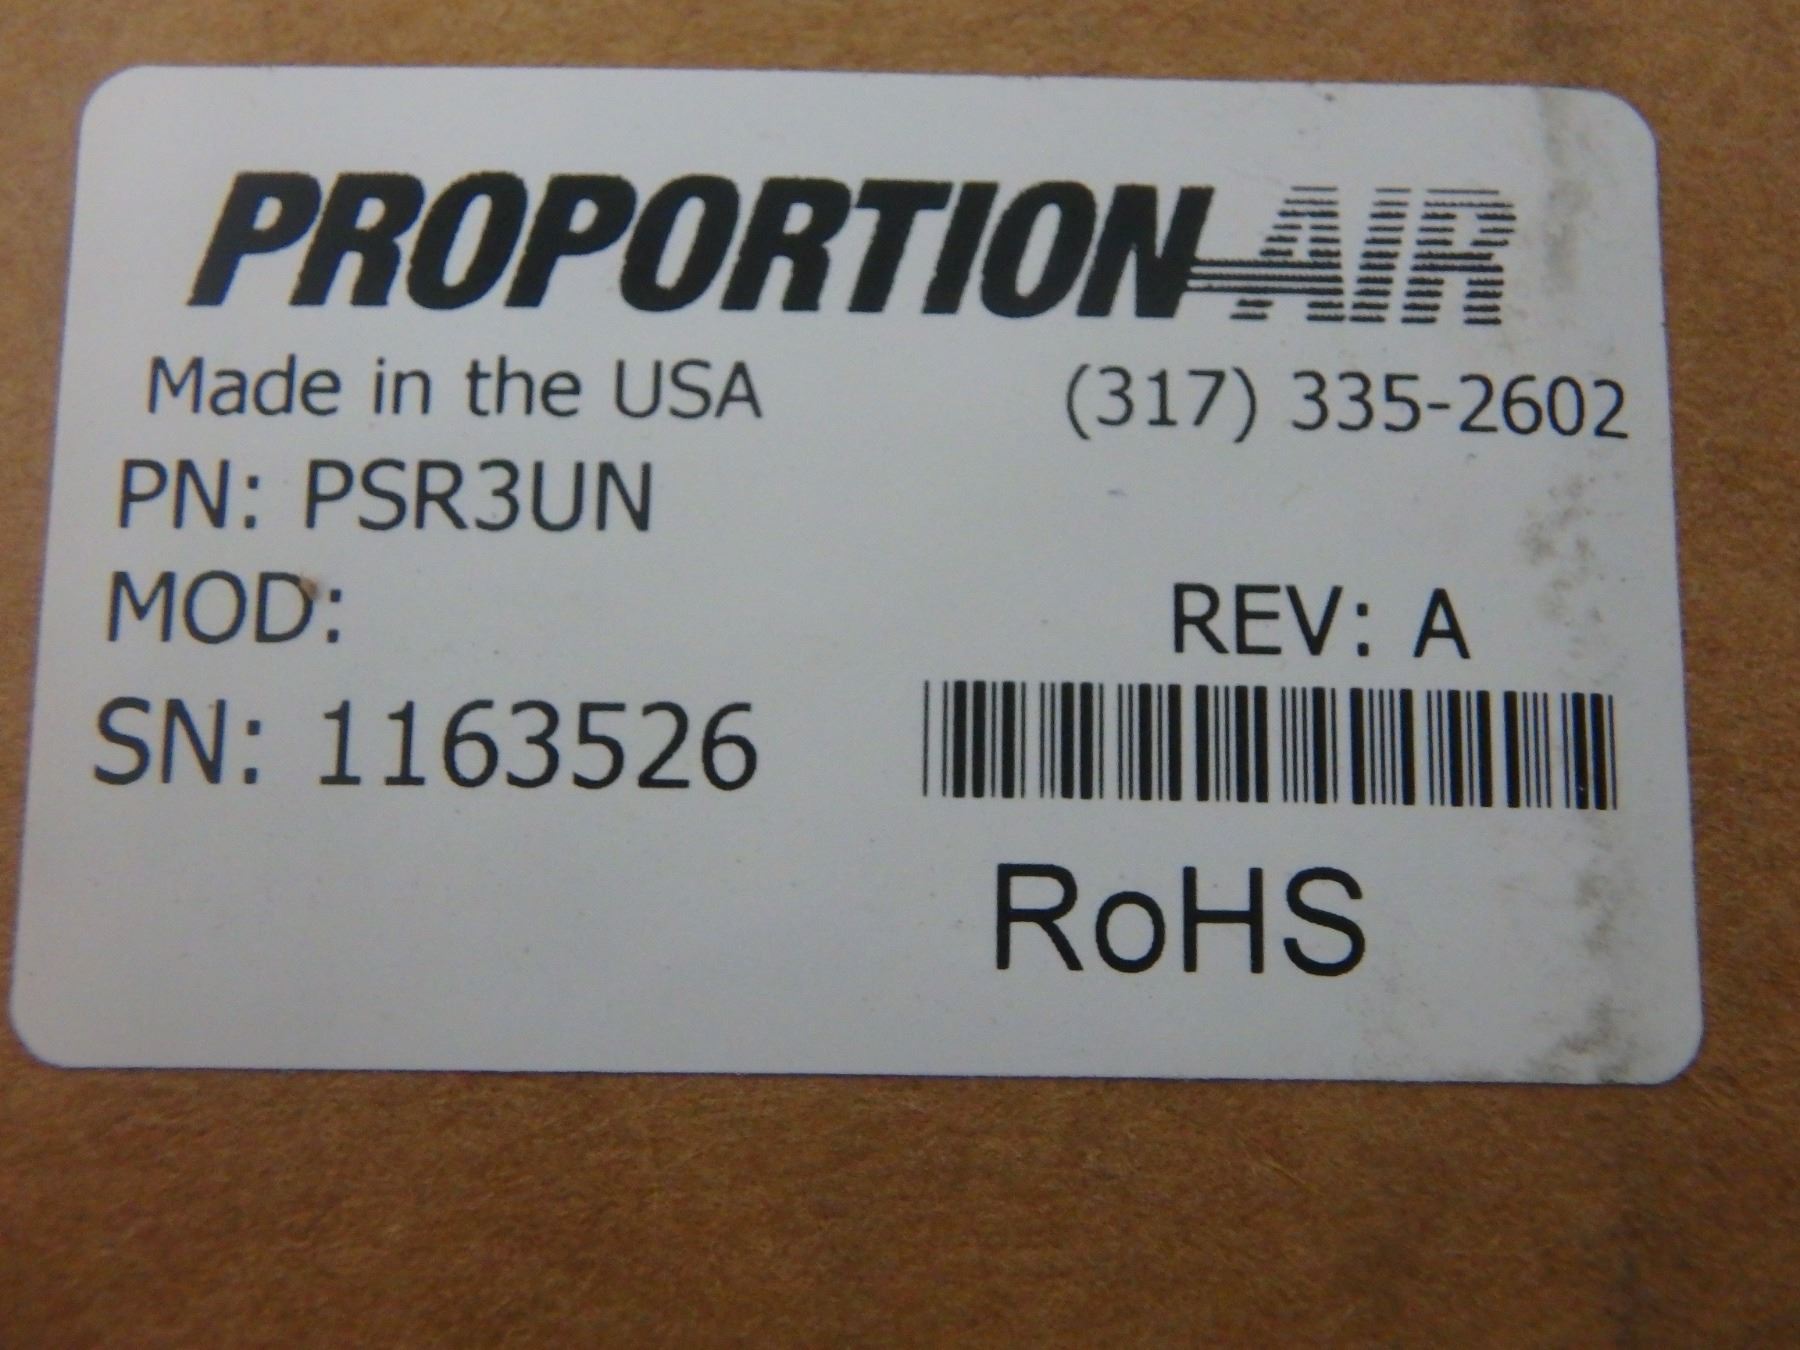 PROPORTION-AIR
Made in the USA (317) 335-2602
PN: PSR3UN
MOD: REV: A
SN: 1163526
RoHS